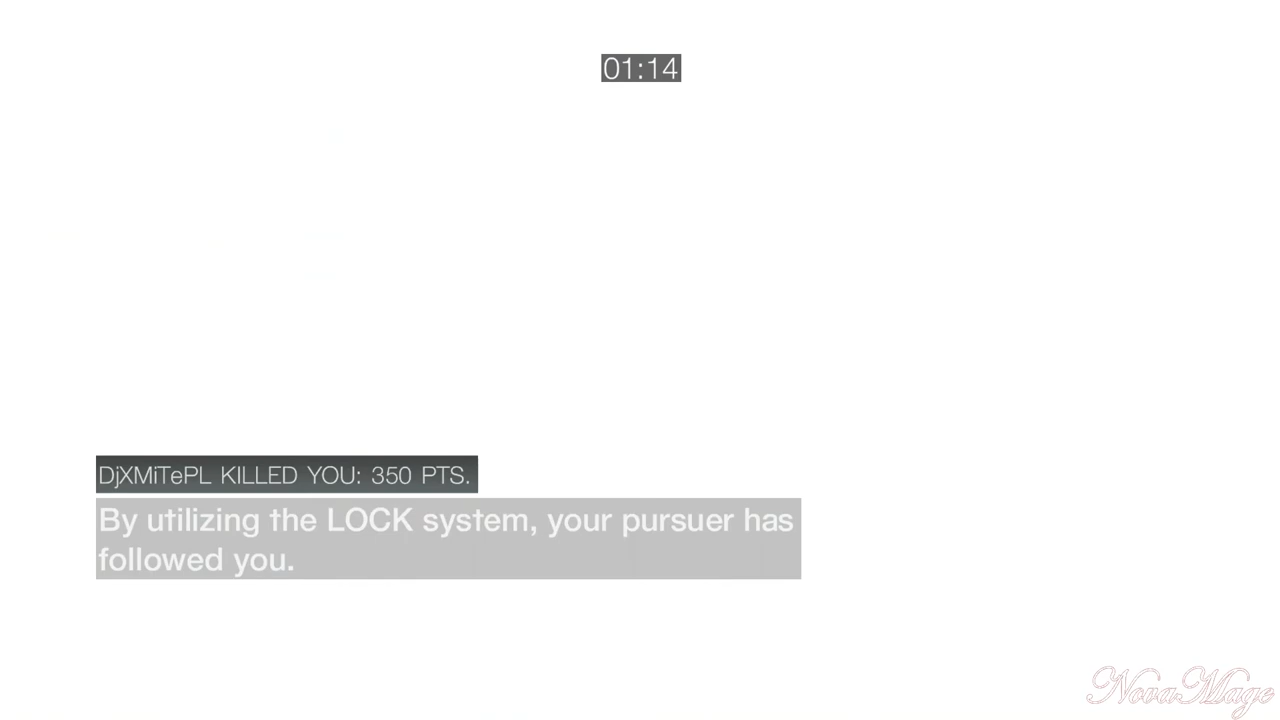 01:14
DjXMiTePL KILLED YOU: 350 PTS.
By utilizing the LOCK system, your pursuer has
followed you.
NovaMage